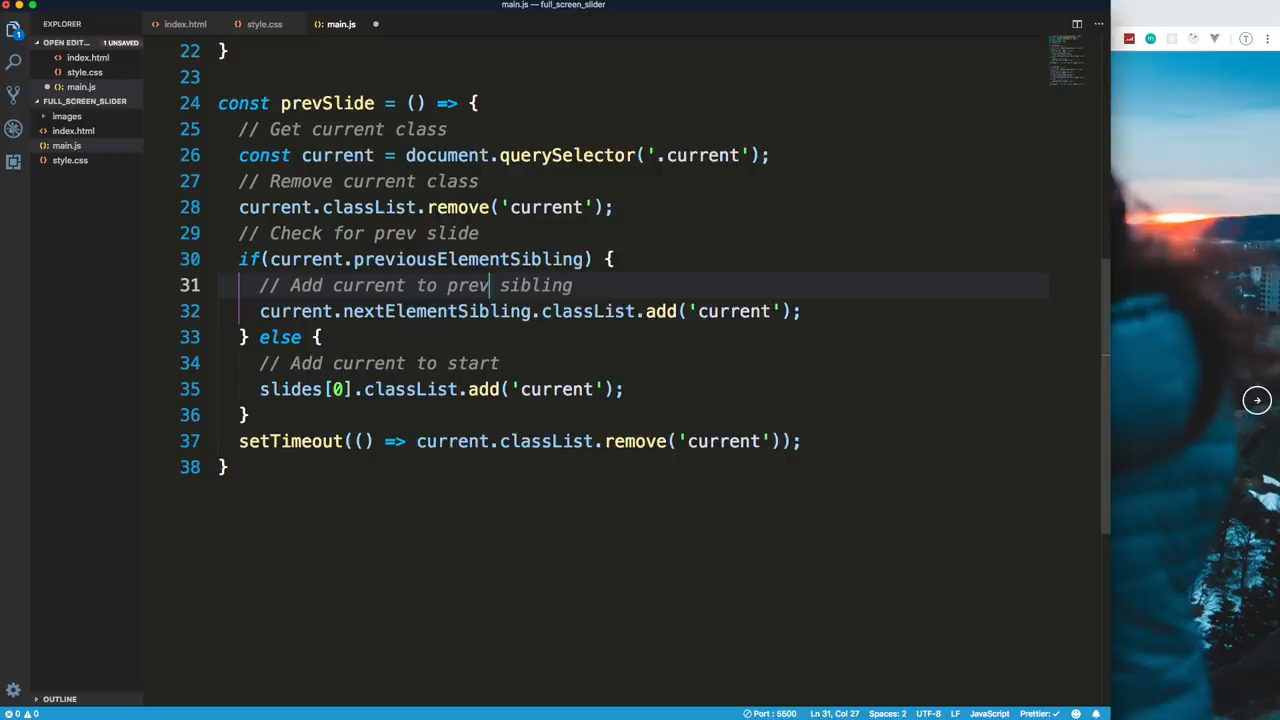 main.js — full_screen_slider
EXPLORER
OPEN EDIT... 1 UNSAVED
index.html
style.css
main.js
FULL_SCREEN_SLIDER
images
index.html
main.js
style.css
OUTLINE
index.html
style.css
main.js
22 }
23
24 const prevSlide = () => {
25 // Get current class
26 const current = document.querySelector('.current');
27 // Remove current class
28 current.classList.remove('current');
29 // Check for prev slide
30 if(current.previousElementSibling) {
31 // Add current to prev sibling
32 current.nextElementSibling.classList.add('current');
33 } else {
34 // Add current to start
35 slides[0].classList.add('current');
36 }
37 setTimeout(() => current.classList.remove('current'));
38 }
0 0
Port : 5500
Ln 31, Col 27
Spaces: 2
UTF-8
LF
JavaScript
Prettier: ✓